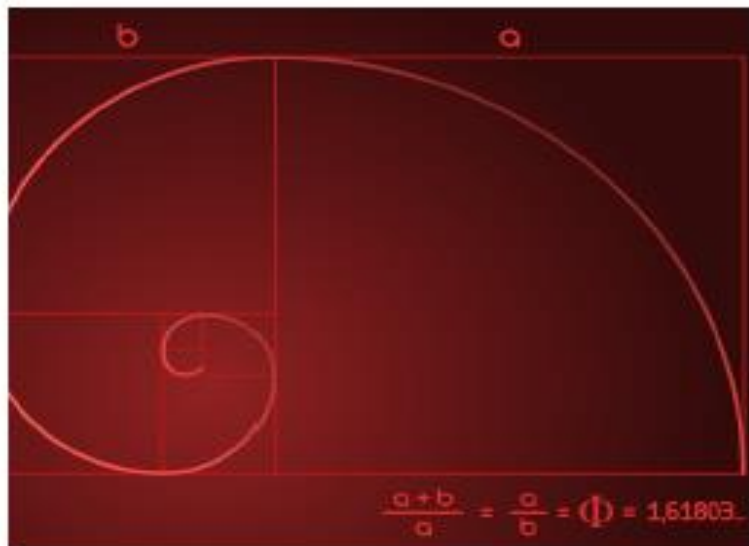 b a
a + b / a = a / b = Φ = 1,61803...